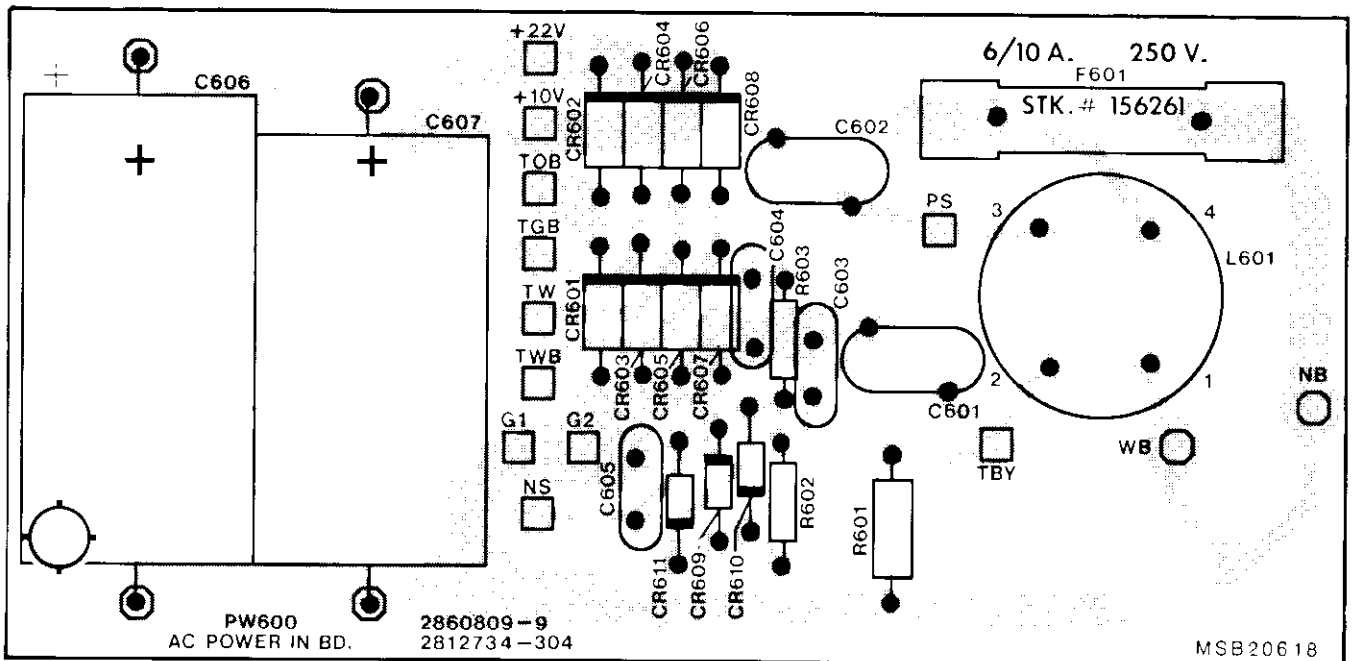 +22V
CR604
CR606
6/10 A. 250 V.
F601
C606
+10V
CR602
CR608
STK. # 156261
C607
C602
TOB
PS
3
4
TGB
C604
R603
C603
L601
TW
CR601
TWB
CR603
CR605
CR607
2
1
NB
C601
G1
G2
WB
TBY
C605
NS
R602
R601
CR611
CR609
CR610
PW600
2860809-9
AC POWER IN BD.
2812734-304
MSB20618